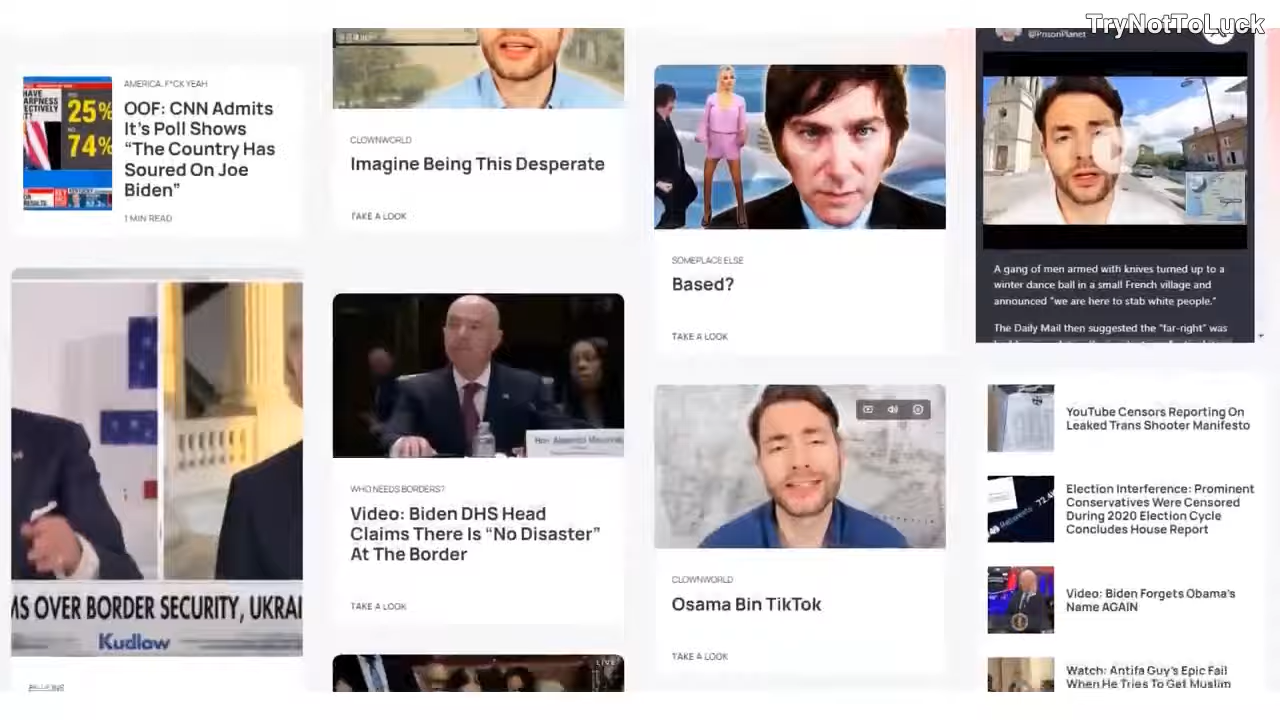 TryNotToLuck
@PrisonPlanet
AMERICA, F*CK YEAH
OOF: CNN Admits
It's Poll Shows
"The Country Has
Soured On Joe
Biden"
1 MIN READ
25%
74%
MS OVER BORDER SECURITY, UKRAI
Kudlow
CLOWNWORLD
Imagine Being This Desperate
TAKE A LOOK
WHO NEEDS BORDERS?
Video: Biden DHS Head
Claims There Is "No Disaster"
At The Border
TAKE A LOOK
LIVE
SOMEPLACE ELSE
Based?
TAKE A LOOK
CLOWNWORLD
Osama Bin TikTok
TAKE A LOOK
A gang of men armed with knives turned up to a
winter dance ball in a small French village and
announced "we are here to stab white people."
The Daily Mail then suggested the "far-right" was
YouTube Censors Reporting On
Leaked Trans Shooter Manifesto
Election Interference: Prominent
Conservatives Were Censored
During 2020 Election Cycle
Concludes House Report
Video: Biden Forgets Obama's
Name AGAIN
Watch: Antifa Guy's Epic Fail
When He Tries To Get Muslim